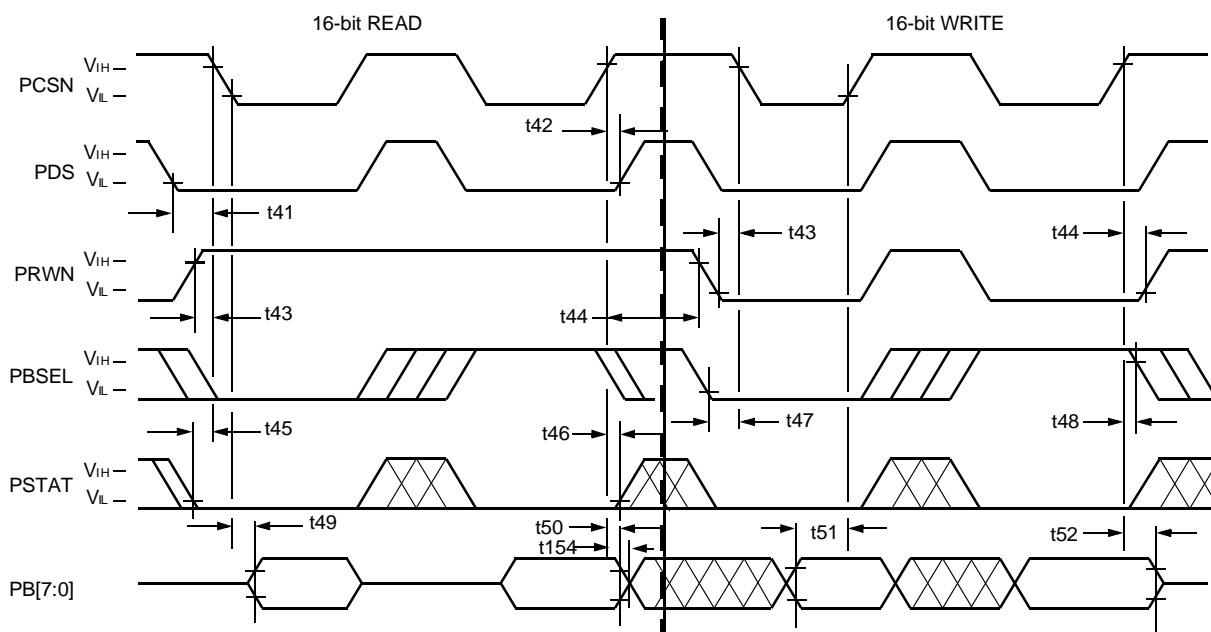 16-bit READ 16-bit WRITE
PCSN VIH VIL
t42
PDS VIH VIL
t41 t43 t44
PRWN VIH VIL
t43 t44
PBSEL VIH VIL
t45 t46 t47 t48
PSTAT VIH VIL
t49 t50 t51 t52
t154
PB[7:0]